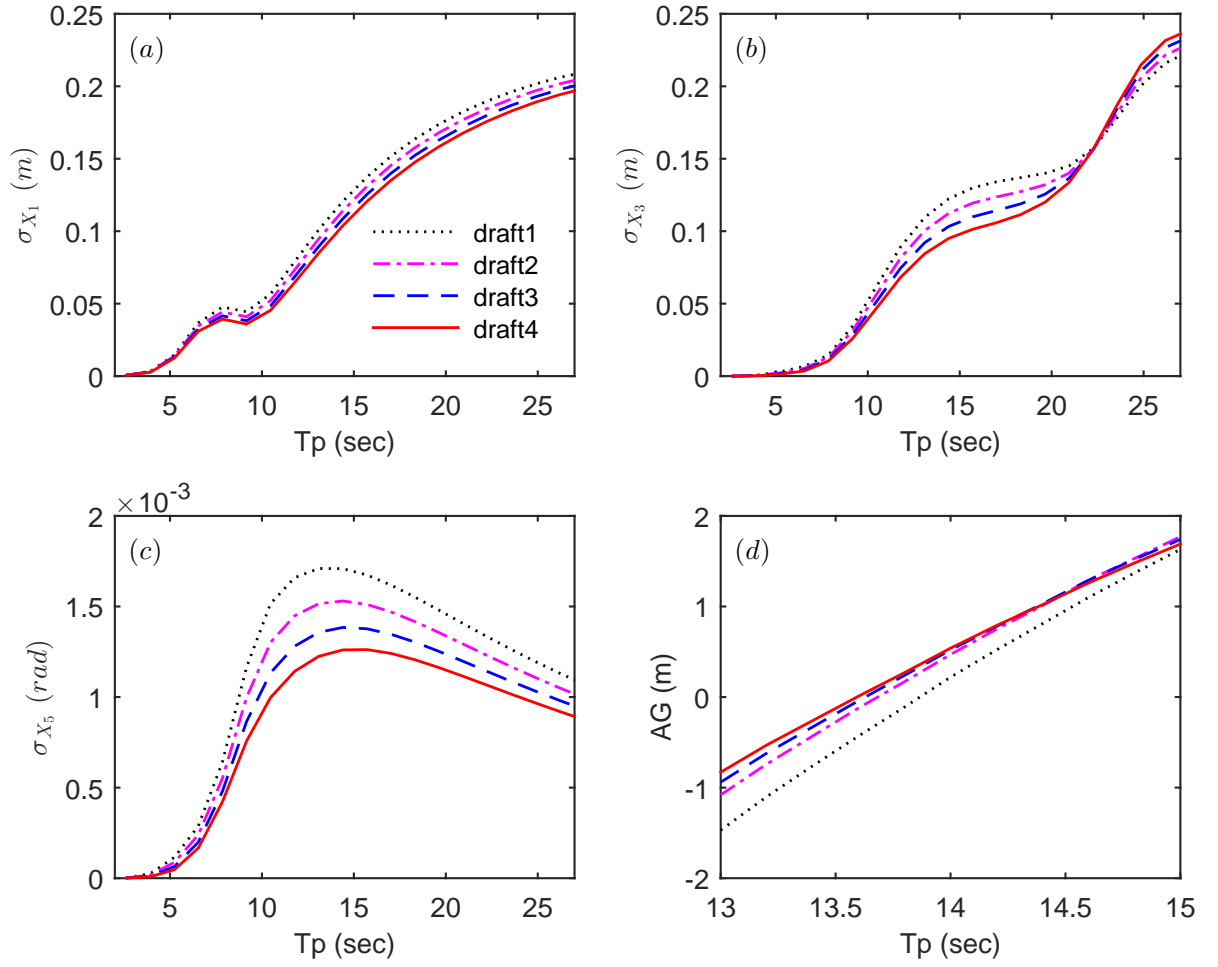 (a)
0.25
0.2
0.15
0.1
0.05
0
σX1 (m)
5 10 15 20 25
Tp (sec)
draft1
draft2
draft3
draft4
(b)
0.25
0.2
0.15
0.1
0.05
0
σX3 (m)
5 10 15 20 25
Tp (sec)
×10-3
(c)
2
1.5
1
0.5
0
σX5 (rad)
5 10 15 20 25
Tp (sec)
(d)
2
1
0
-1
-2
AG (m)
13 13.5 14 14.5 15
Tp (sec)